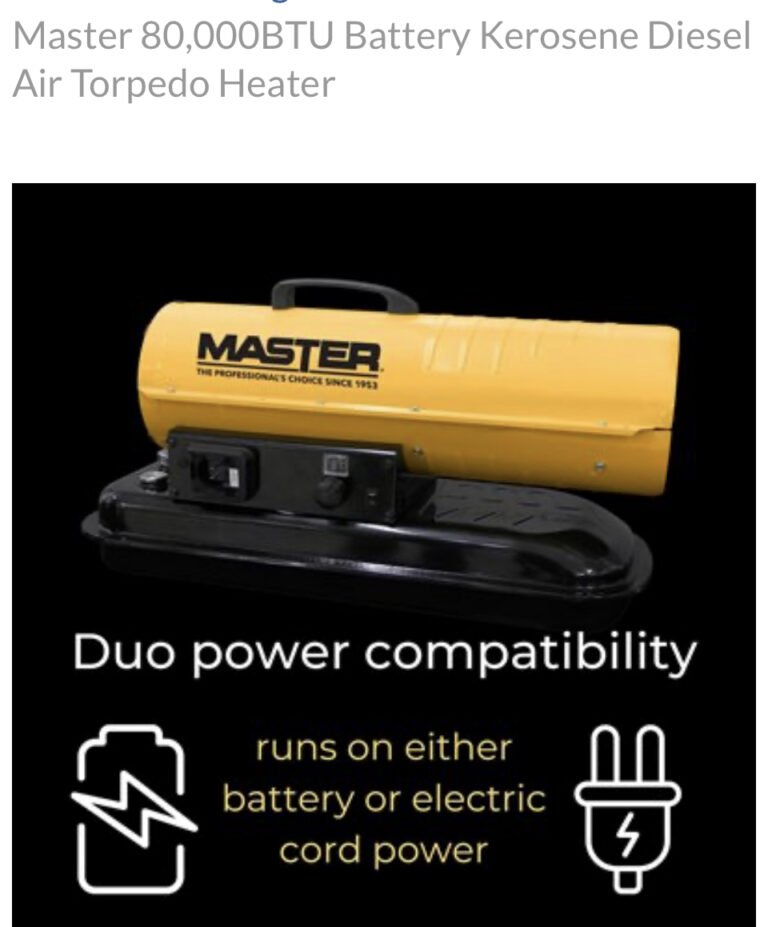 Master 80,000BTU Battery Kerosene Diesel
Air Torpedo Heater
MASTER
THE PROFESSIONAL'S CHOICE SINCE 1953
Duo power compatibility
runs on either
battery or electric
cord power